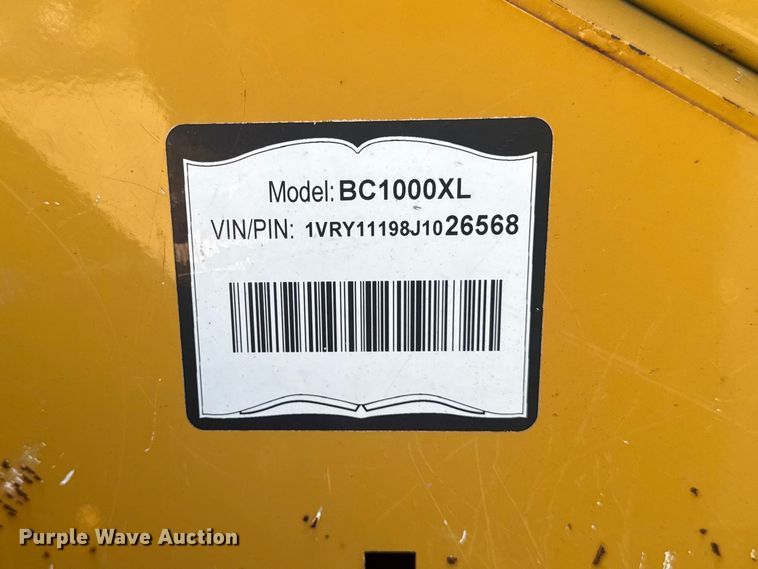 Model: BC1000XL
VIN/PIN: 1VRY11198J1026568
Purple Wave Auction